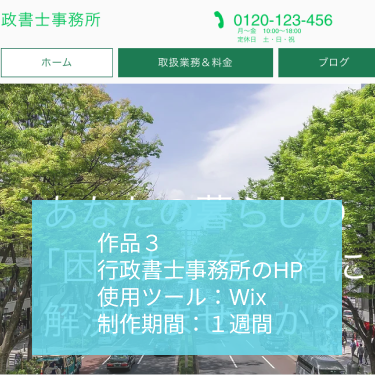 政書士事務所
0120-123-456
月〜金 10:00〜18:00
定休日 土・日・祝
ホーム
取扱業務＆料金
ブログ
あなたの暮らしの
「困 緒に
解 か？
作品３
行政書士事務所のHP
使用ツール：Wix
制作期間：１週間